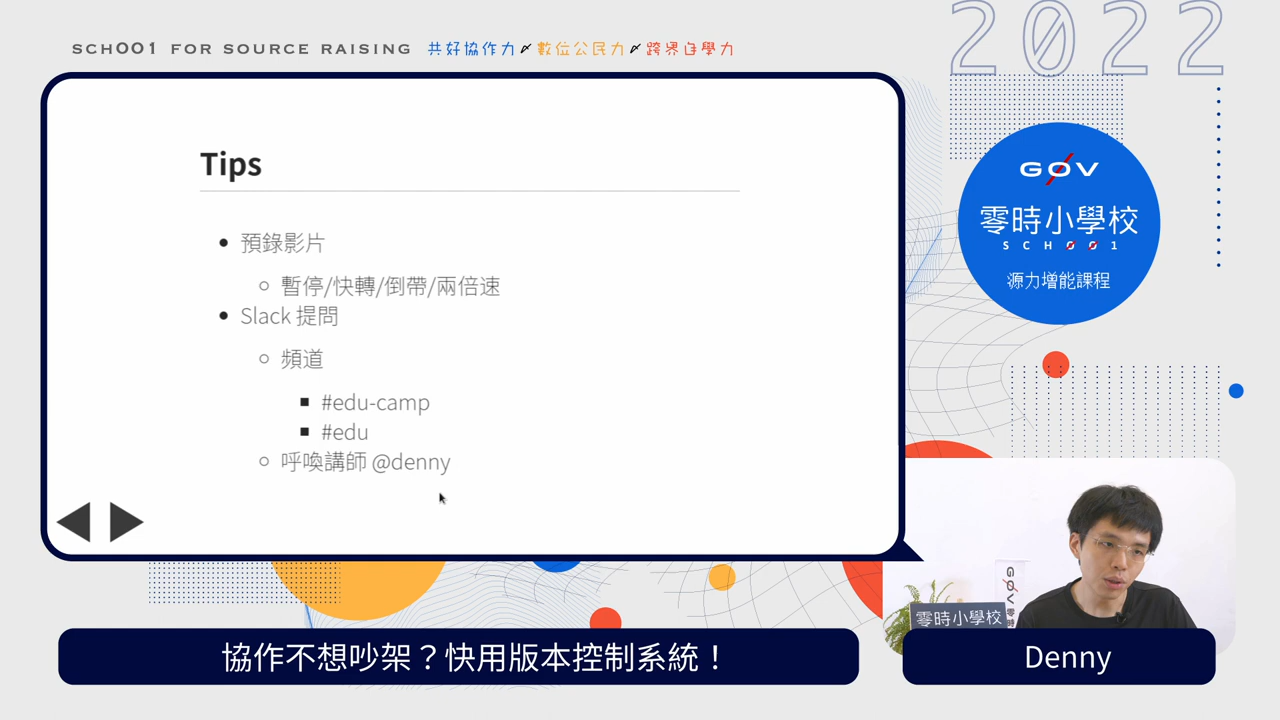 SCHOO1 FOR SOURCE RAISING 共好協作力 數位公民力 跨界自學力
2022
GØV
零時小學校
SCHØØ1
源力增能課程
Tips
預錄影片
暫停/快轉/倒帶/兩倍速
Slack 提問
頻道
#edu-camp
#edu
呼喚講師 @denny
GØV
零時小學校
協作不想吵架？快用版本控制系統！
Denny